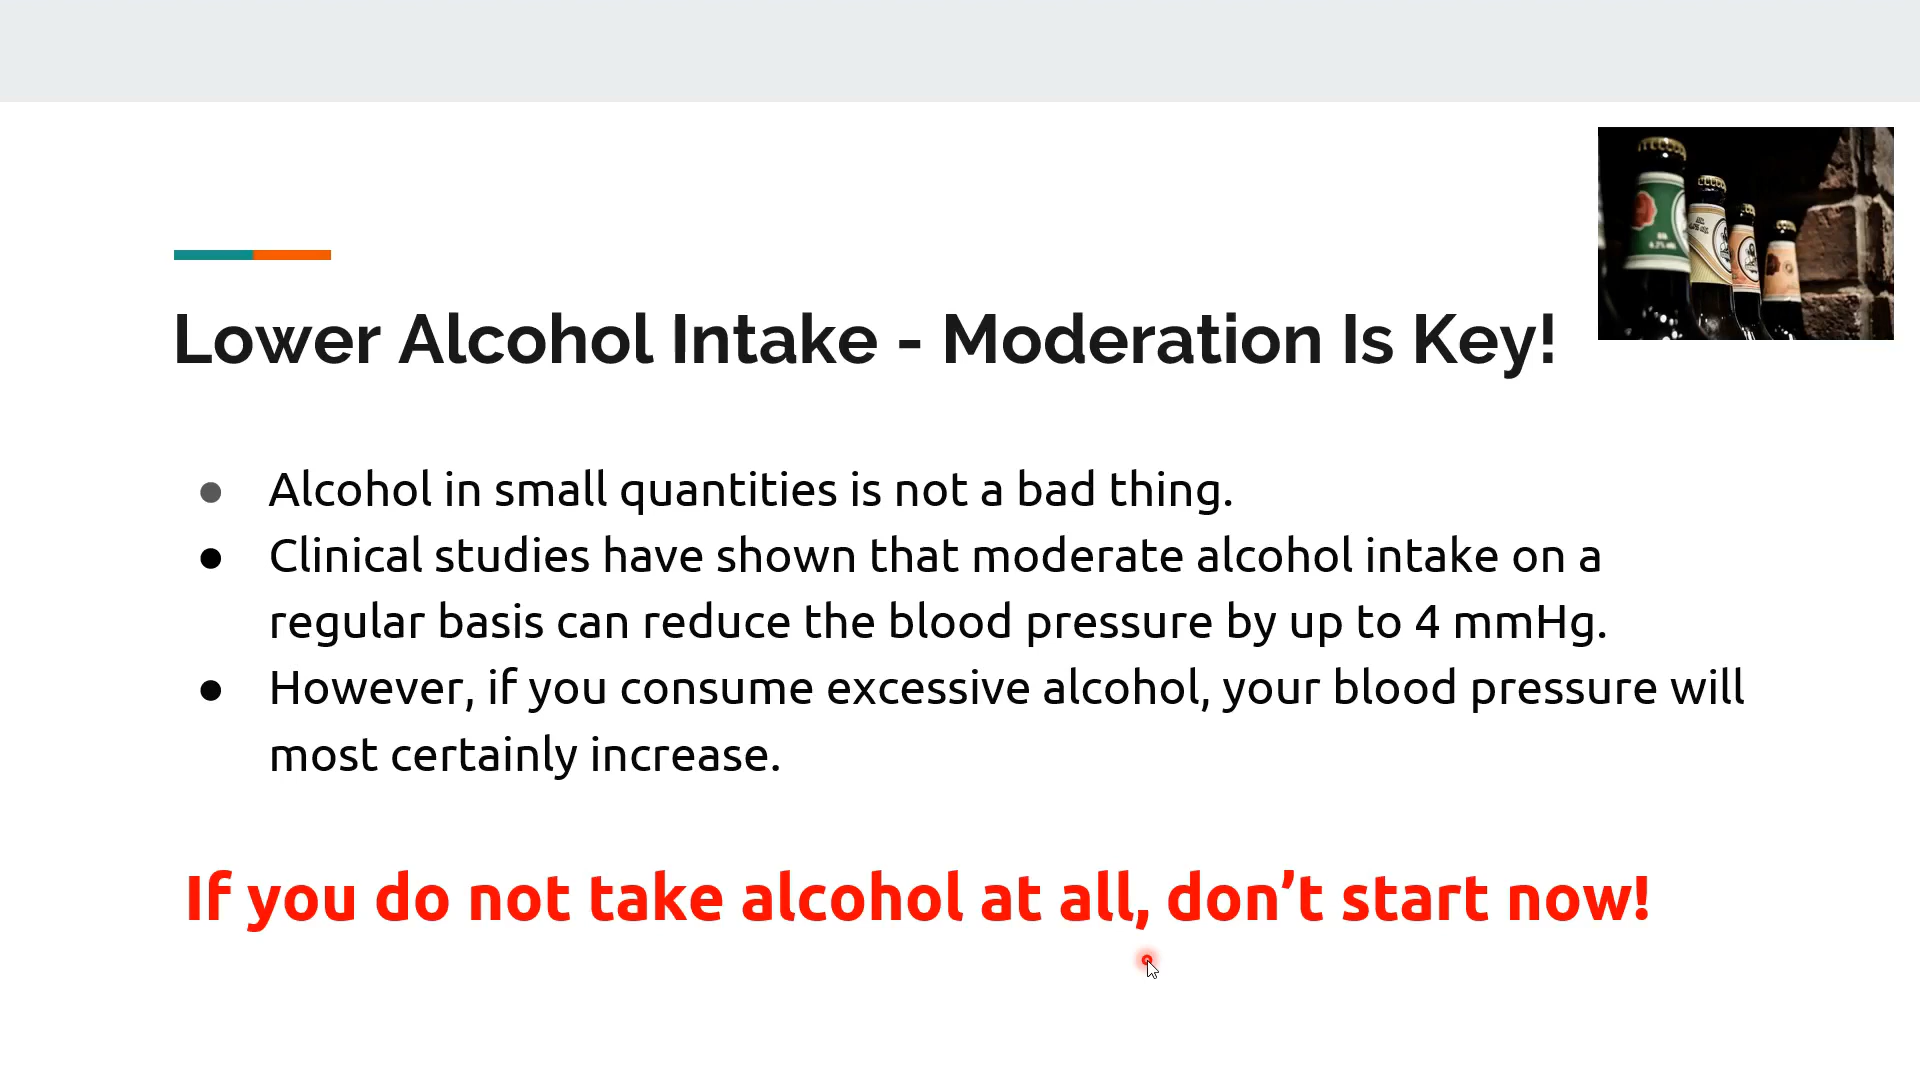 Lower Alcohol Intake - Moderation Is Key!
● Alcohol in small quantities is not a bad thing.
● Clinical studies have shown that moderate alcohol intake on a
regular basis can reduce the blood pressure by up to 4 mmHg.
● However, if you consume excessive alcohol, your blood pressure will
most certainly increase.
If you do not take alcohol at all, don’t start now!